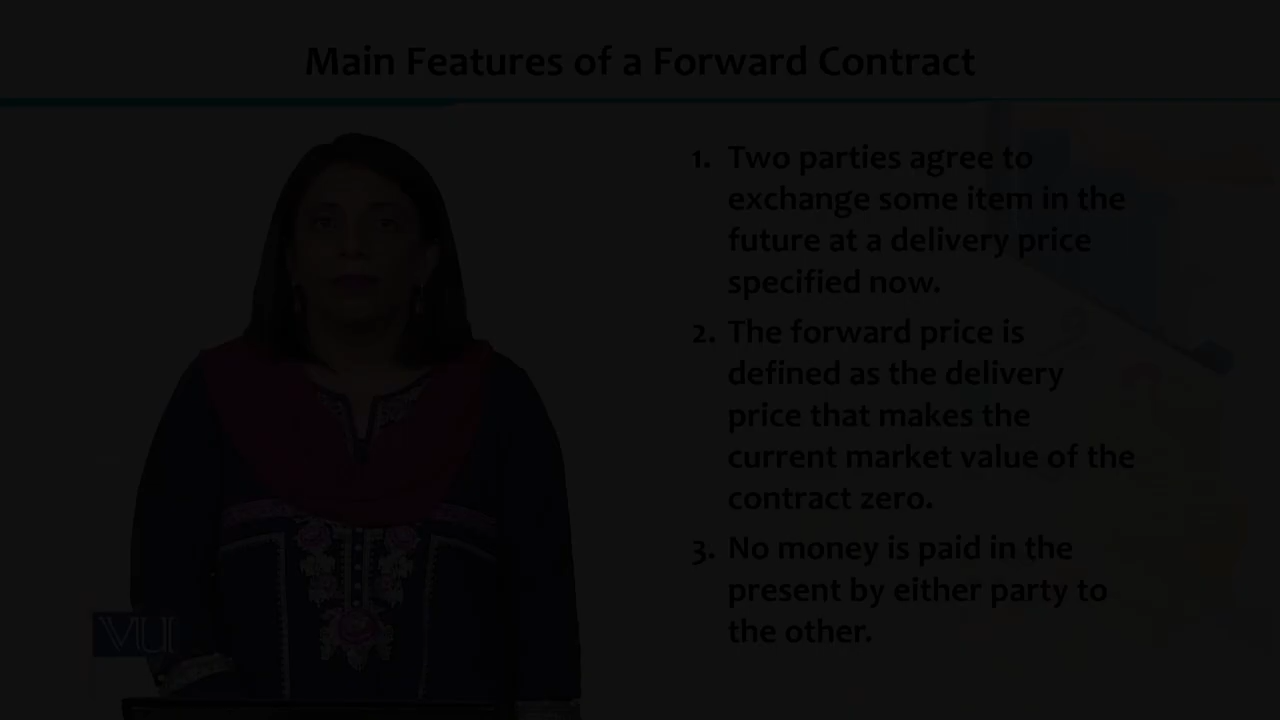 Main Features of a Forward Contract
1. Two parties agree to
exchange some item in the
future at a delivery price
specified now.
2. The forward price is
defined as the delivery
price that makes the
current market value of the
contract zero.
3. No money is paid in the
present by either party to
the other.
VU